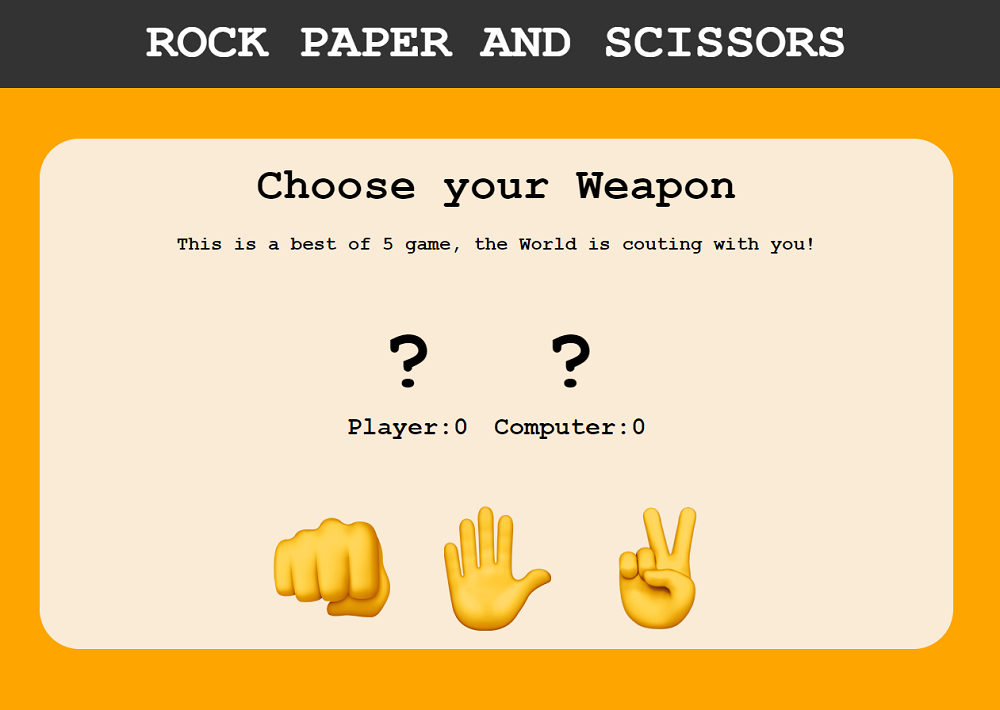 ROCK PAPER AND SCISSORS
Choose your Weapon
This is a best of 5 game, the World is couting with you!
? ?
Player:0 Computer:0